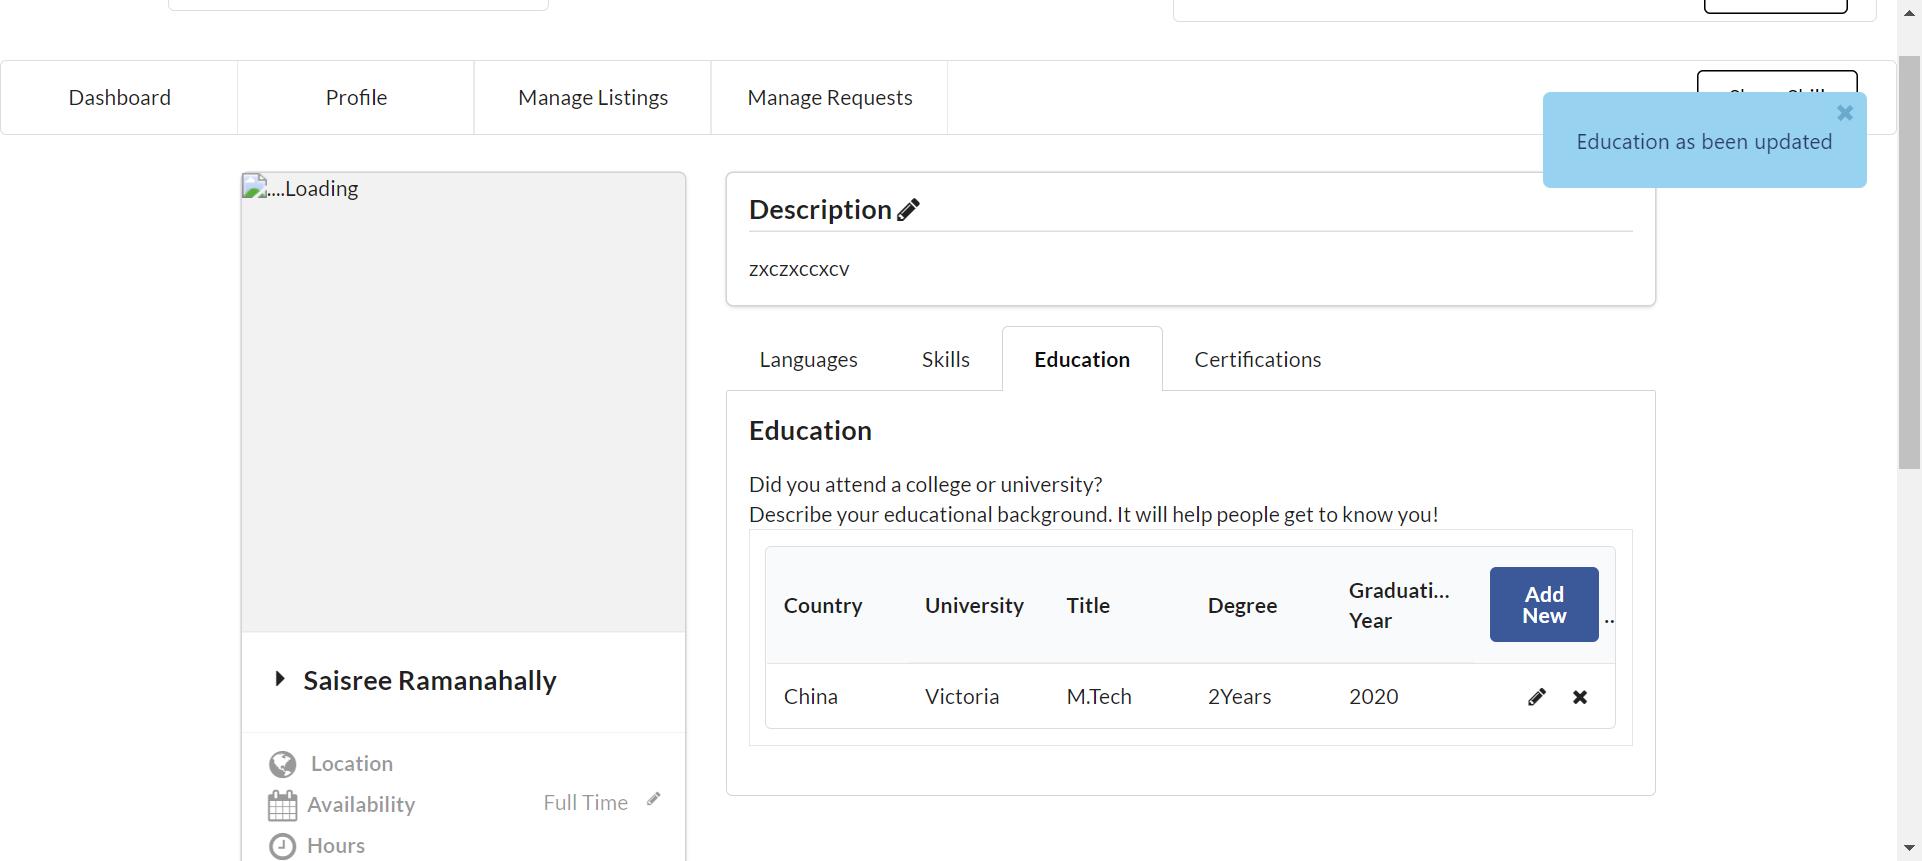 Dashboard
Profile
Manage Listings
Manage Requests
Education as been updated
....Loading
Description
zxczxccxcv
Languages
Skills
Education
Certifications
Education
Did you attend a college or university?
Describe your educational background. It will help people get to know you!
Country
University
Title
Degree
Graduati...
Year
Add
New
..
China
Victoria
M.Tech
2Years
2020
Saisree Ramanahally
Location
Availability
Full Time
Hours